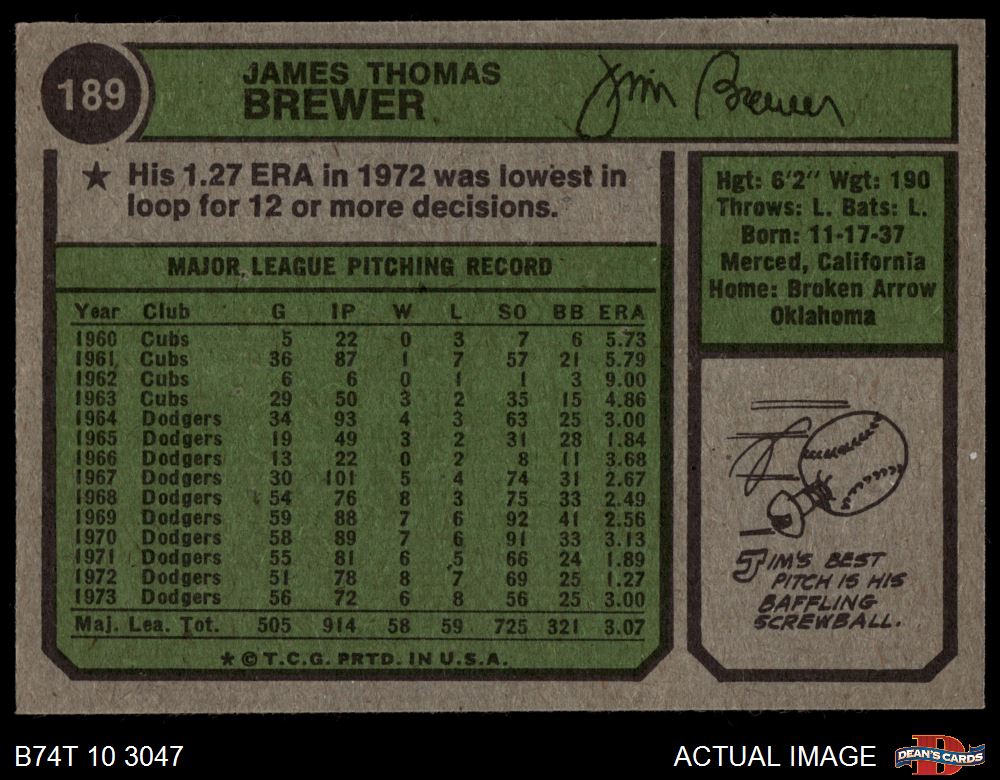 189
JAMES THOMAS
BREWER
Jim Brewer
★ His 1.27 ERA in 1972 was lowest in
loop for 12 or more decisions.
MAJOR LEAGUE PITCHING RECORD
Year Club G IP W L SO BB ERA
1960 Cubs 5 22 0 3 7 6 5.73
1961 Cubs 36 87 1 7 57 21 5.79
1962 Cubs 6 6 0 1 1 3 9.00
1963 Cubs 29 50 3 2 35 15 4.86
1964 Dodgers 34 93 4 3 63 25 3.00
1965 Dodgers 19 49 3 2 31 28 1.84
1966 Dodgers 13 22 0 2 8 11 3.68
1967 Dodgers 30 101 5 4 74 31 2.67
1968 Dodgers 54 76 8 3 75 33 2.49
1969 Dodgers 59 88 7 6 92 41 2.56
1970 Dodgers 58 89 7 6 91 33 3.13
1971 Dodgers 55 81 6 5 66 24 1.89
1972 Dodgers 51 78 8 7 69 25 1.27
1973 Dodgers 56 72 6 8 56 25 3.00
Maj. Lea. Tot. 505 914 58 59 725 321 3.07
★ © T.C.G. PRTD. IN U.S.A.
Hgt: 6'2" Wgt: 190
Throws: L. Bats: L.
Born: 11-17-37
Merced, California
Home: Broken Arrow
Oklahoma
JIM'S BEST
PITCH IS HIS
BAFFLING
SCREWBALL.
B74T 10 3047
ACTUAL IMAGE
DEAN'S CARDS